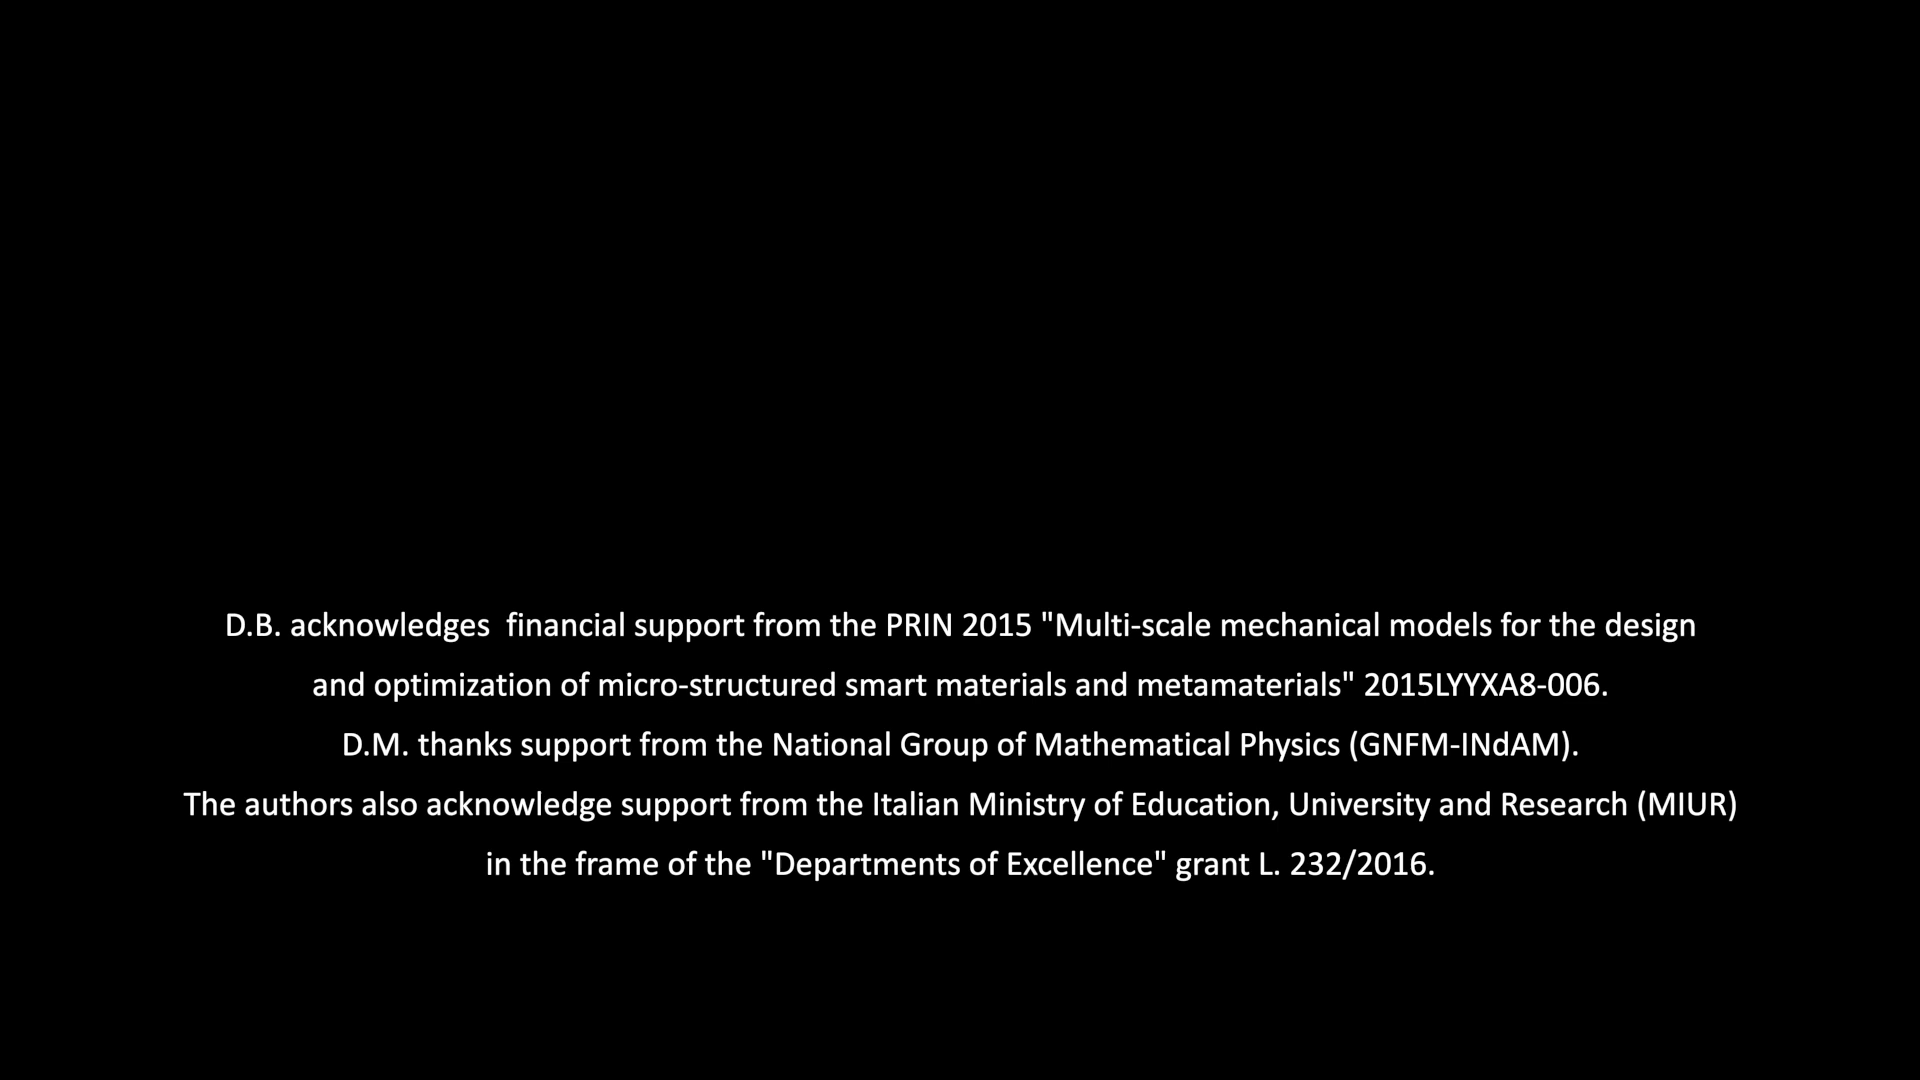 D.B. acknowledges  financial support from the PRIN 2015 "Multi-scale mechanical models for the design
and optimization of micro-structured smart materials and metamaterials" 2015LYYXA8-006.
D.M. thanks support from the National Group of Mathematical Physics (GNFM-INdAM).
The authors also acknowledge support from the Italian Ministry of Education, University and Research (MIUR)
in the frame of the "Departments of Excellence" grant L. 232/2016.